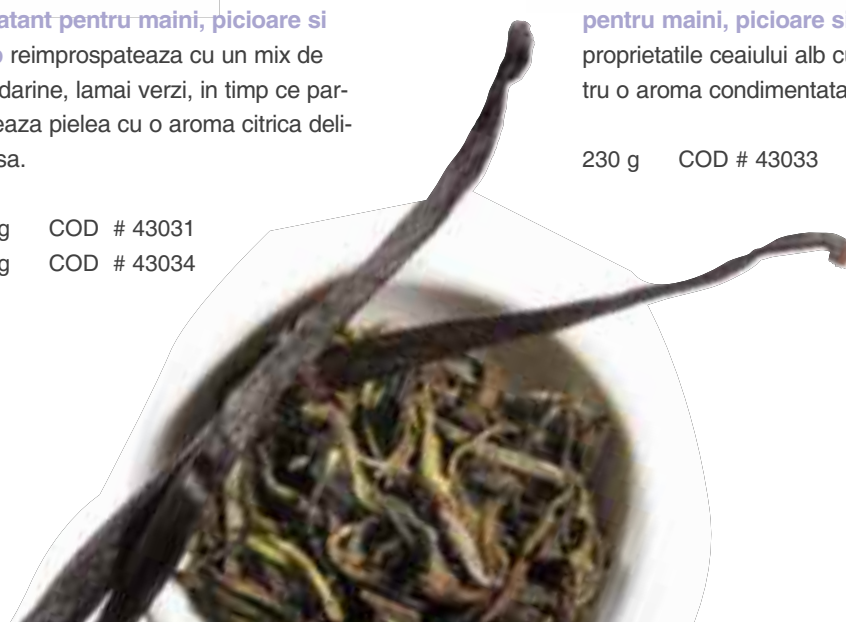 atant pentru maini, picioare si
reimprospateaza cu un mix de
darine, lamai verzi, in timp ce par-
eaza pielea cu o aroma citrica deli-
sa.
g COD # 43031
g COD # 43034
pentru maini, picioare si
proprietatile ceaiului alb cu
tru o aroma condimentata
230 g COD # 43033